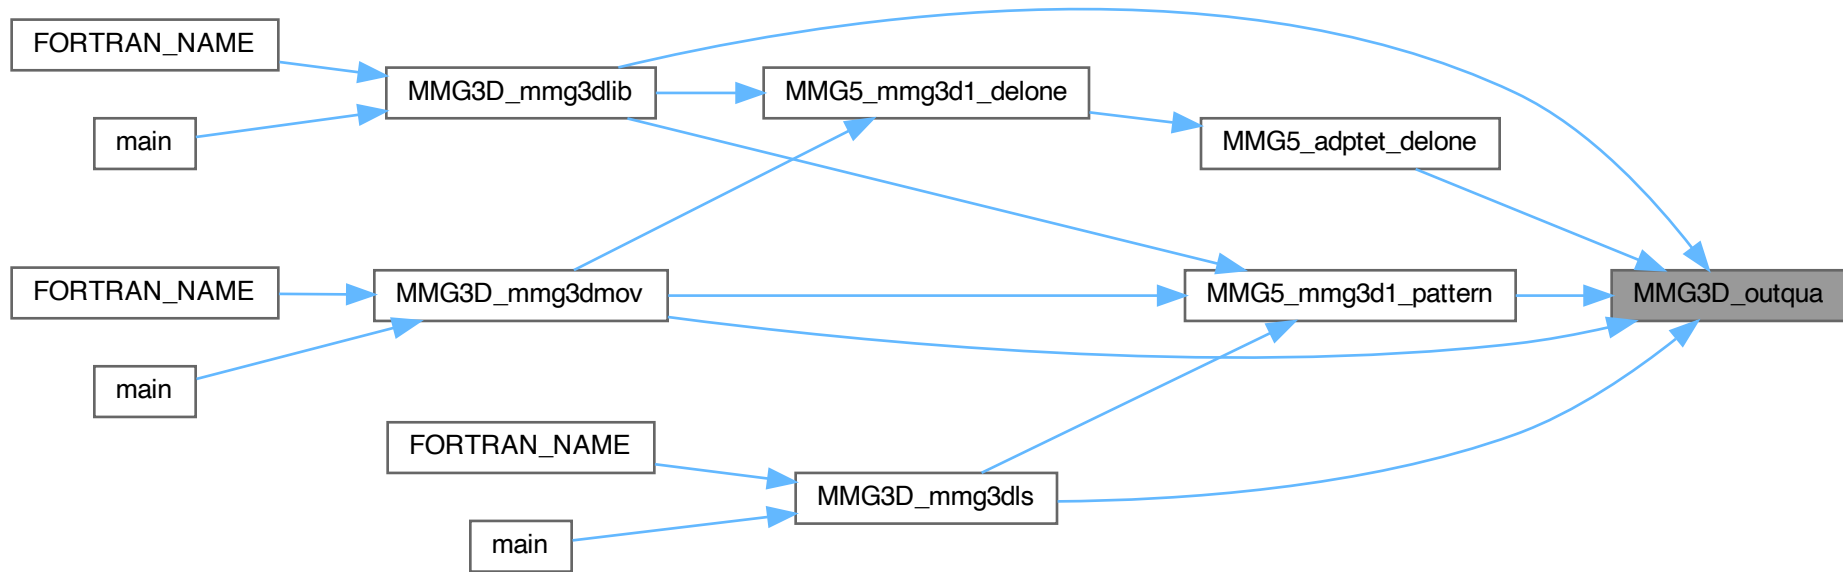 FORTRAN_NAME
MMG3D_mmg3dlib
MMG5_mmg3d1_delone
main
MMG5_adptet_delone
FORTRAN_NAME
MMG3D_mmg3dmov
MMG5_mmg3d1_pattern
MMG3D_outqua
main
FORTRAN_NAME
MMG3D_mmg3dls
main